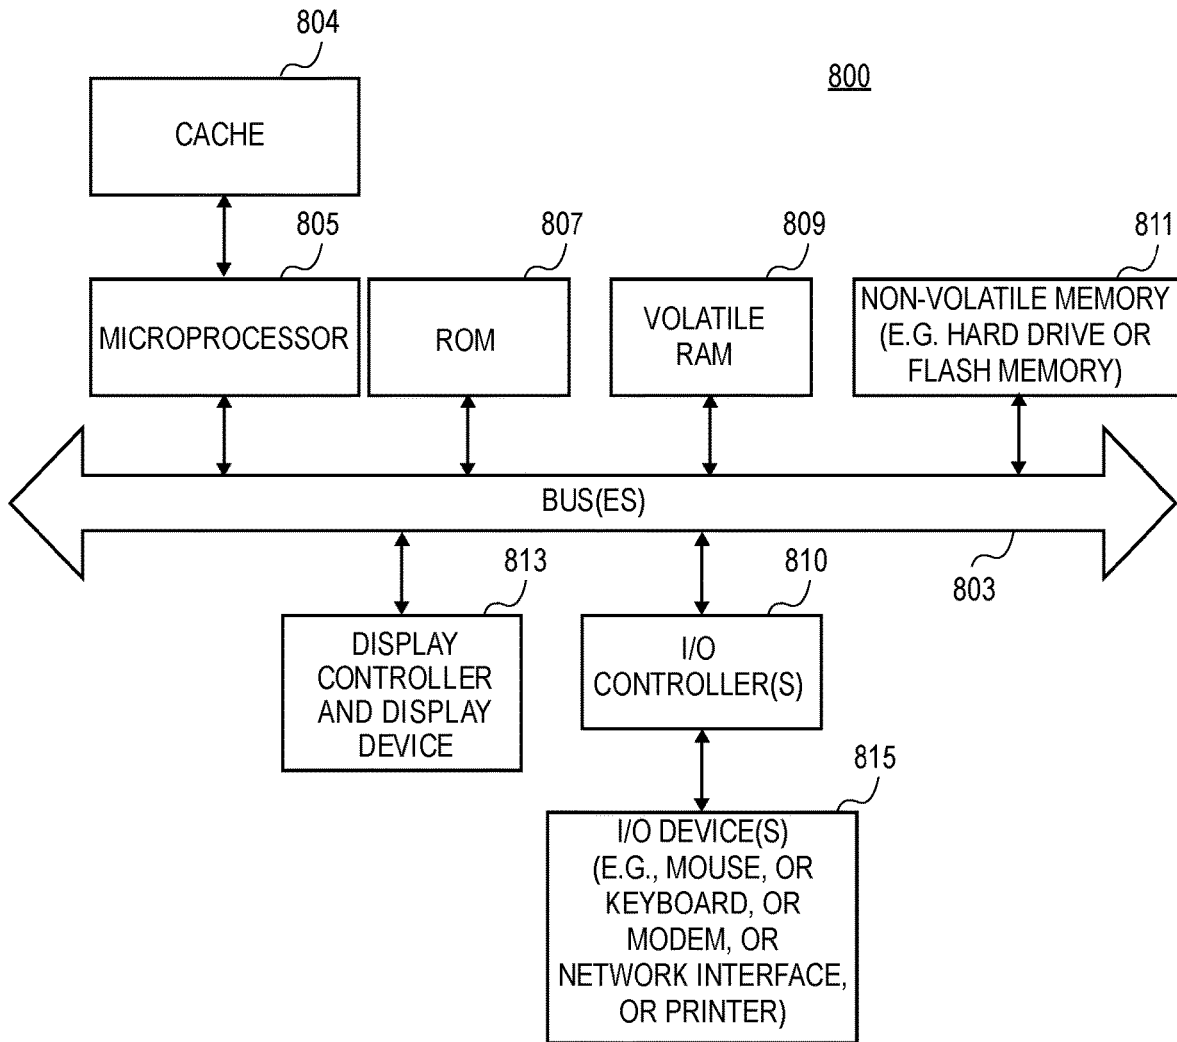 804
800
CACHE
805
807
809
811
MICROPROCESSOR
ROM
VOLATILE
RAM
NON-VOLATILE MEMORY
(E.G. HARD DRIVE OR
FLASH MEMORY)
BUS(ES)
803
813
810
DISPLAY
CONTROLLER
AND DISPLAY
DEVICE
I/O
CONTROLLER(S)
815
I/O DEVICE(S)
(E.G., MOUSE, OR
KEYBOARD, OR
MODEM, OR
NETWORK INTERFACE,
OR PRINTER)